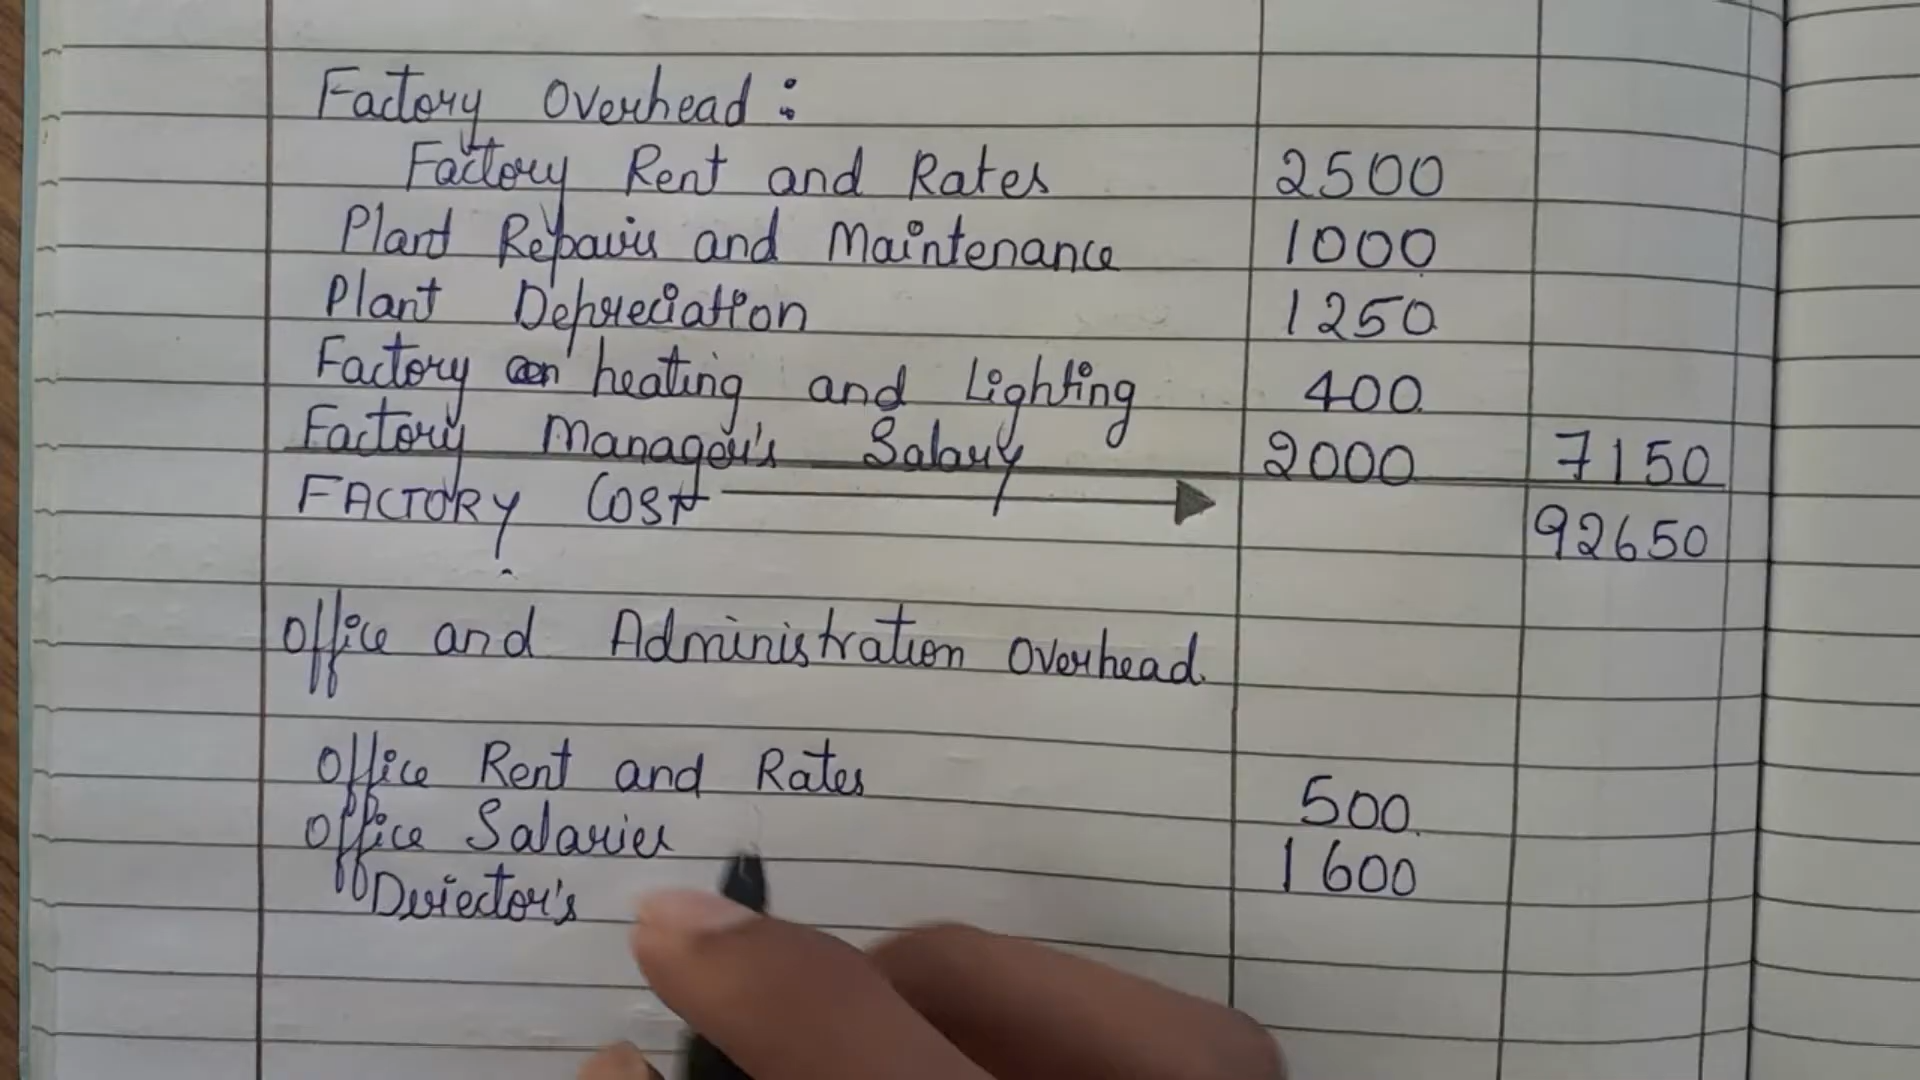 Factory Overhead :
Factory Rent and Rates 2500
Plant Repairs and Maintenance 1000
Plant Depreciation 1250
Factory heating and Lighting 400
Factory Manager's Salary 2000 7150
FACTORY COST 92650
Office and Administration Overhead.
Office Rent and Rates 500
Office Salaries 1600
Director's